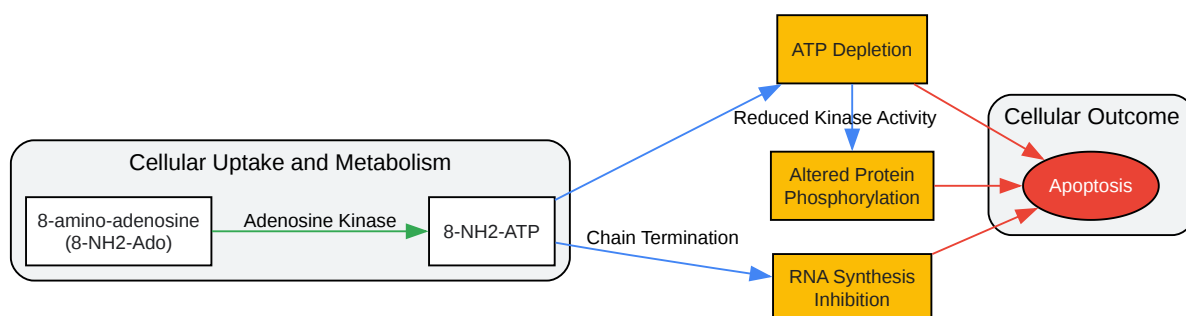 ATP Depletion
Reduced Kinase Activity
Cellular Outcome
Cellular Uptake and Metabolism
Altered Protein
Phosphorylation
Apoptosis
8-amino-adenosine
(8-NH2-Ado)
Adenosine Kinase
8-NH2-ATP
Chain Termination
RNA Synthesis
Inhibition